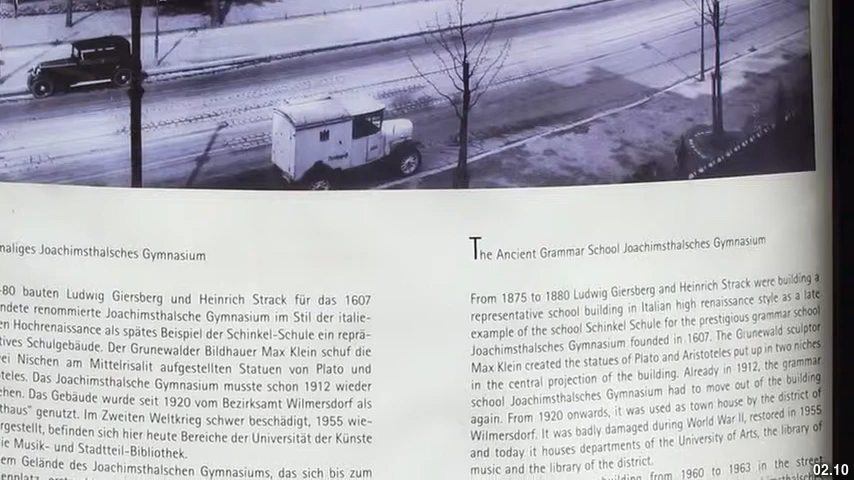 maliges Joachimsthalsches Gymnasium
-80 bauten Ludwig Giersberg und Heinrich Strack für das 1607
ndete renommierte Joachimsthalsche Gymnasium im Stil der italie-
en Hochrenaissance als spätes Beispiel der Schinkel-Schule ein reprä-
tives Schulgebäude. Der Grunewalder Bildhauer Max Klein schuf die
ei Nischen am Mittelrisalit aufgestellten Statuen von Plato und
teles. Das Joachimsthalsche Gymnasium musste schon 1912 wieder
ehen. Das Gebäude wurde seit 1920 vom Bezirksamt Wilmersdorf als
thaus" genutzt. Im Zweiten Weltkrieg schwer beschädigt, 1955 wie-
rgestellt, befinden sich hier heute Bereiche der Universität der Künste
ie Musik- und Stadtteil-Bibliothek.
em Gelände des Joachimsthalschen Gymnasiums, das sich bis zum
The Ancient Grammar School Joachimsthalsches Gymnasium
From 1875 to 1880 Ludwig Giersberg and Heinrich Strack were building a
representative school building in Italian high renaissance style as a late
example of the school Schinkel Schule for the prestigious grammar school
Joachimsthalsches Gymnasium founded in 1607. The Grunewald sculptor
Max Klein created the statues of Plato and Aristoteles put up in two niches
in the central projection of the building. Already in 1912, the grammar
school Joachimsthalsches Gymnasium had to move out of the building
again. From 1920 onwards, it was used as town house by the district of
Wilmersdorf. It was badly damaged during World War II, restored in 1955
and today it houses departments of the University of Arts, the library of
music and the library of the district.
building from 1960 to 1963 in the street
02.10